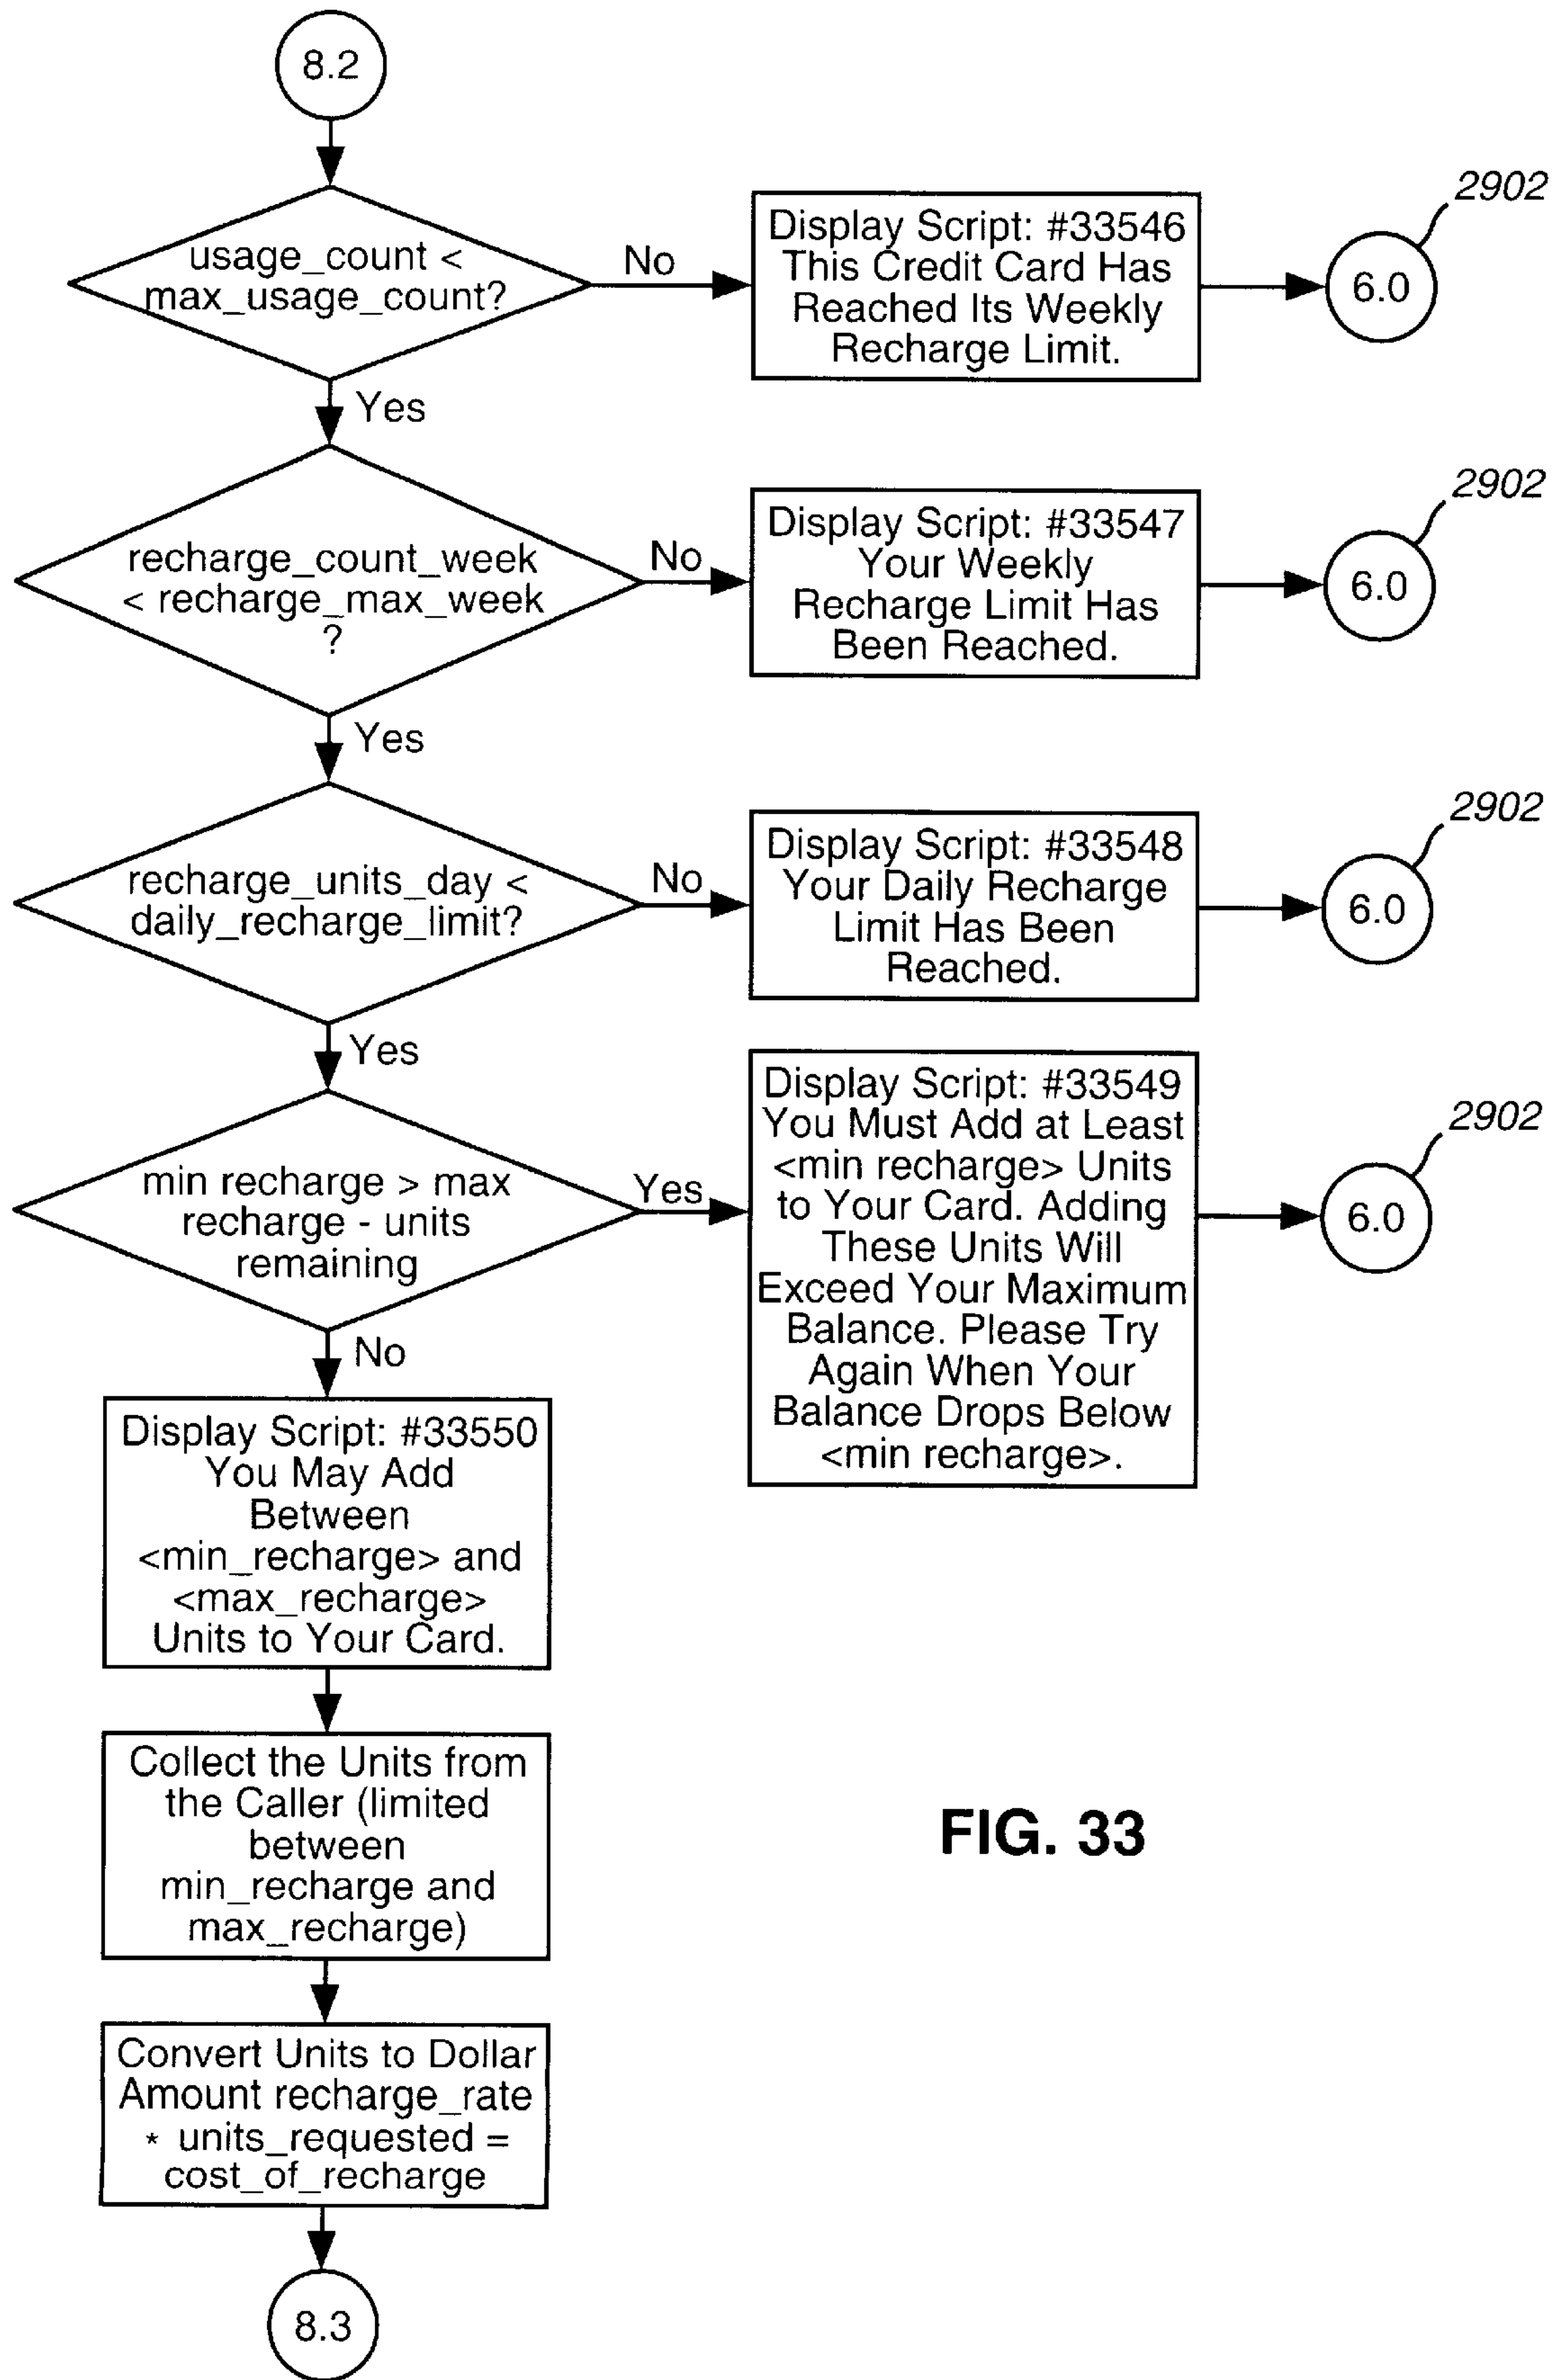 8.2
usage_count <
max_usage_count?
No
Display Script: #33546
This Credit Card Has
Reached Its Weekly
Recharge Limit.
2902
6.0
Yes
recharge_count_week
< recharge_max_week
?
No
Display Script: #33547
Your Weekly
Recharge Limit Has
Been Reached.
2902
6.0
Yes
recharge_units_day <
daily_recharge_limit?
No
Display Script: #33548
Your Daily Recharge
Limit Has Been
Reached.
2902
6.0
Yes
min recharge > max
recharge - units
remaining
Yes
Display Script: #33549
You Must Add at Least
<min recharge> Units
to Your Card. Adding
These Units Will
Exceed Your Maximum
Balance. Please Try
Again When Your
Balance Drops Below
<min recharge>.
2902
6.0
No
Display Script: #33550
You May Add
Between
<min_recharge> and
<max_recharge>
Units to Your Card.
Collect the Units from
the Caller (limited
between
min_recharge and
max_recharge)
Convert Units to Dollar
Amount recharge_rate
* units_requested =
cost_of_recharge
8.3
FIG. 33